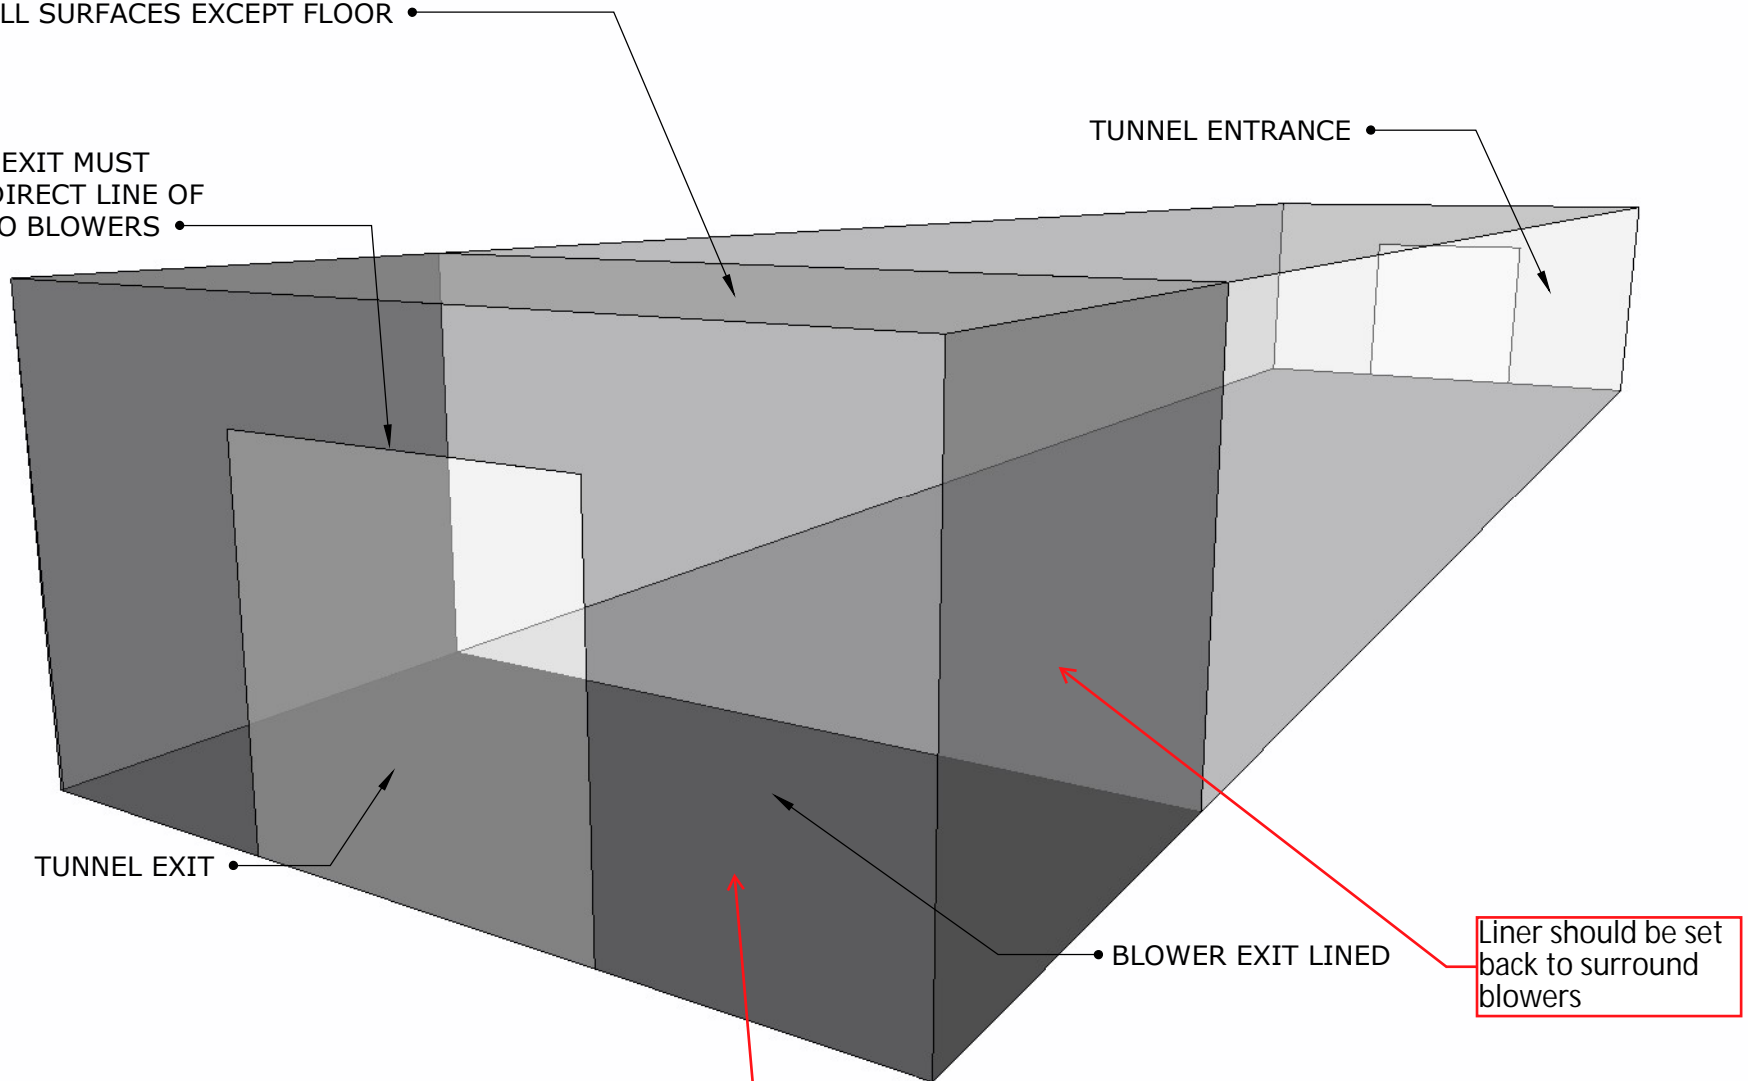 LL SURFACES EXCEPT FLOOR
TUNNEL ENTRANCE
EXIT MUST
DIRECT LINE OF
O BLOWERS
TUNNEL EXIT
BLOWER EXIT LINED
Liner should be set
back to surround
blowers